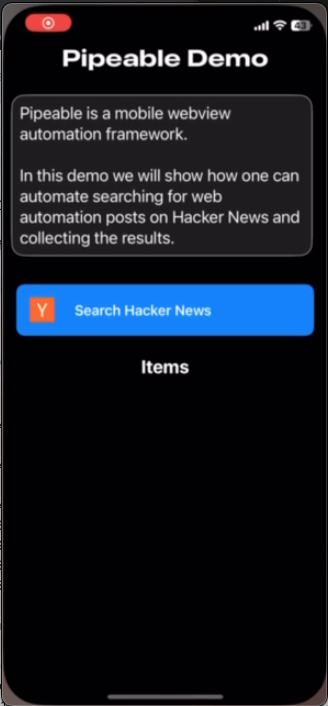 43
Pipeable Demo
Pipeable is a mobile webview
automation framework.
In this demo we will show how one can
automate searching for web
automation posts on Hacker News and
collecting the results.
Y Search Hacker News
Items